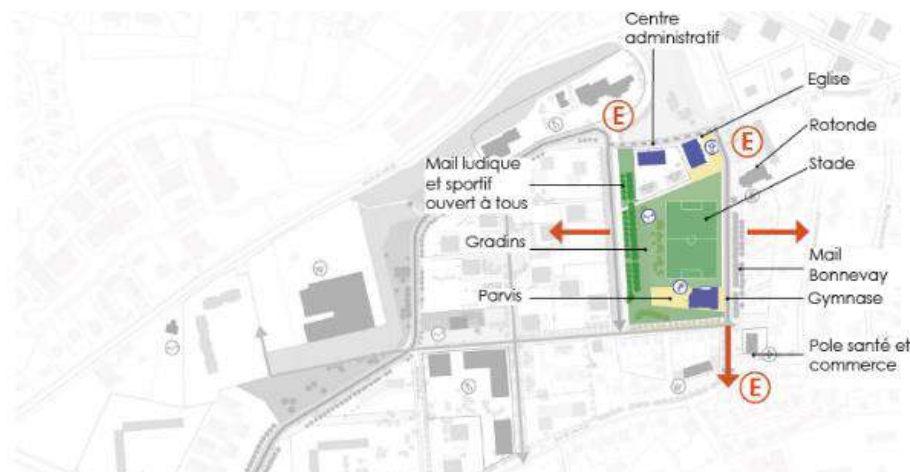 Centre
administratif
Eglise
E
E
Rotonde
Stade
Mail ludique
et sportif
ouvert à tous
Gradins
Mail
Bonnevay
Parvis
Gymnase
Pole santé et
commerce
E